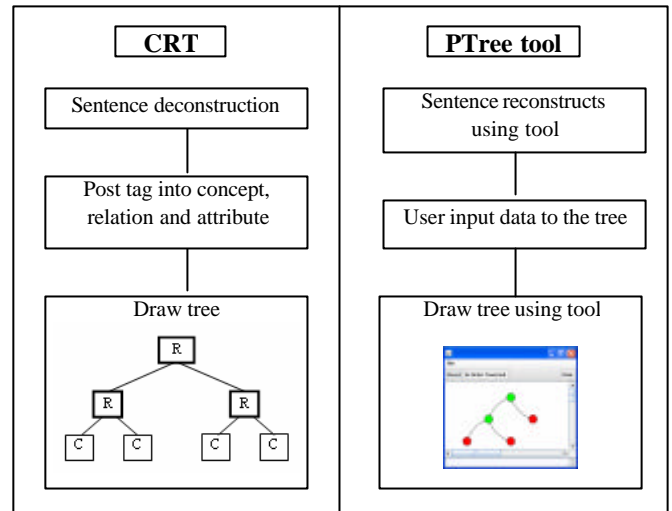 CRT
Sentence deconstruction
Post tag into concept,
relation and attribute
Draw tree
R
R R
C C C C
PTree tool
Sentence reconstructs
using tool
User input data to the tree
Draw tree using tool